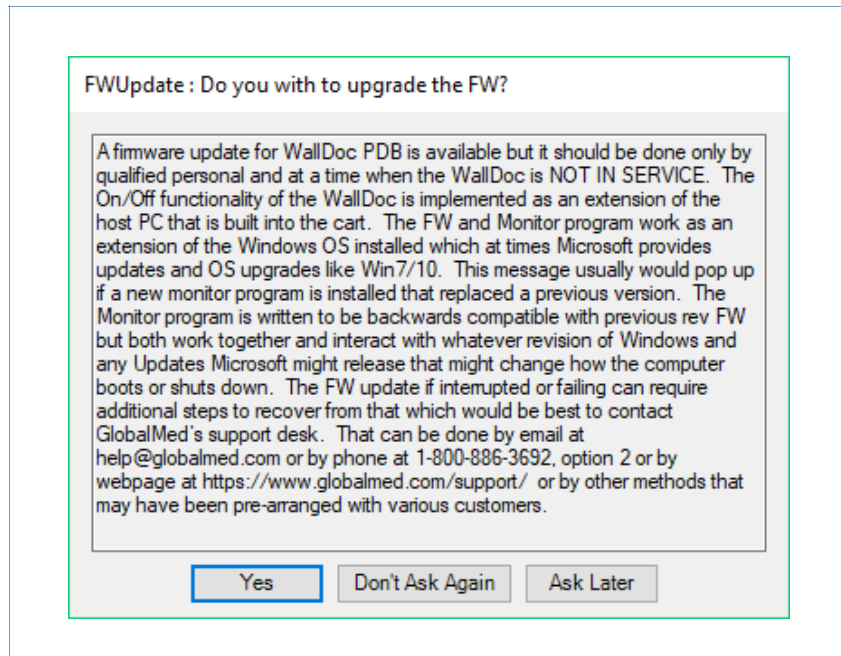 FWUpdate : Do you with to upgrade the FW?
A firmware update for WallDoc PDB is available but it should be done only by
qualified personal and at a time when the WallDoc is NOT IN SERVICE.  The
On/Off functionality of the WallDoc is implemented as an extension of the
host PC that is built into the cart.  The FW and Monitor program work as an
extension of the Windows OS installed which at times Microsoft provides
updates and OS upgrades like Win7/10.  This message usually would pop up
if a new monitor program is installed that replaced a previous version.  The
Monitor program is written to be backwards compatible with previous rev FW
but both work together and interact with whatever revision of Windows and
any Updates Microsoft might release that might change how the computer
boots or shuts down.  The FW update if interrupted or failing can require
additional steps to recover from that which would be best to contact
GlobalMed's support desk.  That can be done by email at
help@globalmed.com or by phone at 1-800-886-3692, option 2 or by
webpage at https://www.globalmed.com/support/  or by other methods that
may have been pre-arranged with various customers.
Yes Don't Ask Again Ask Later